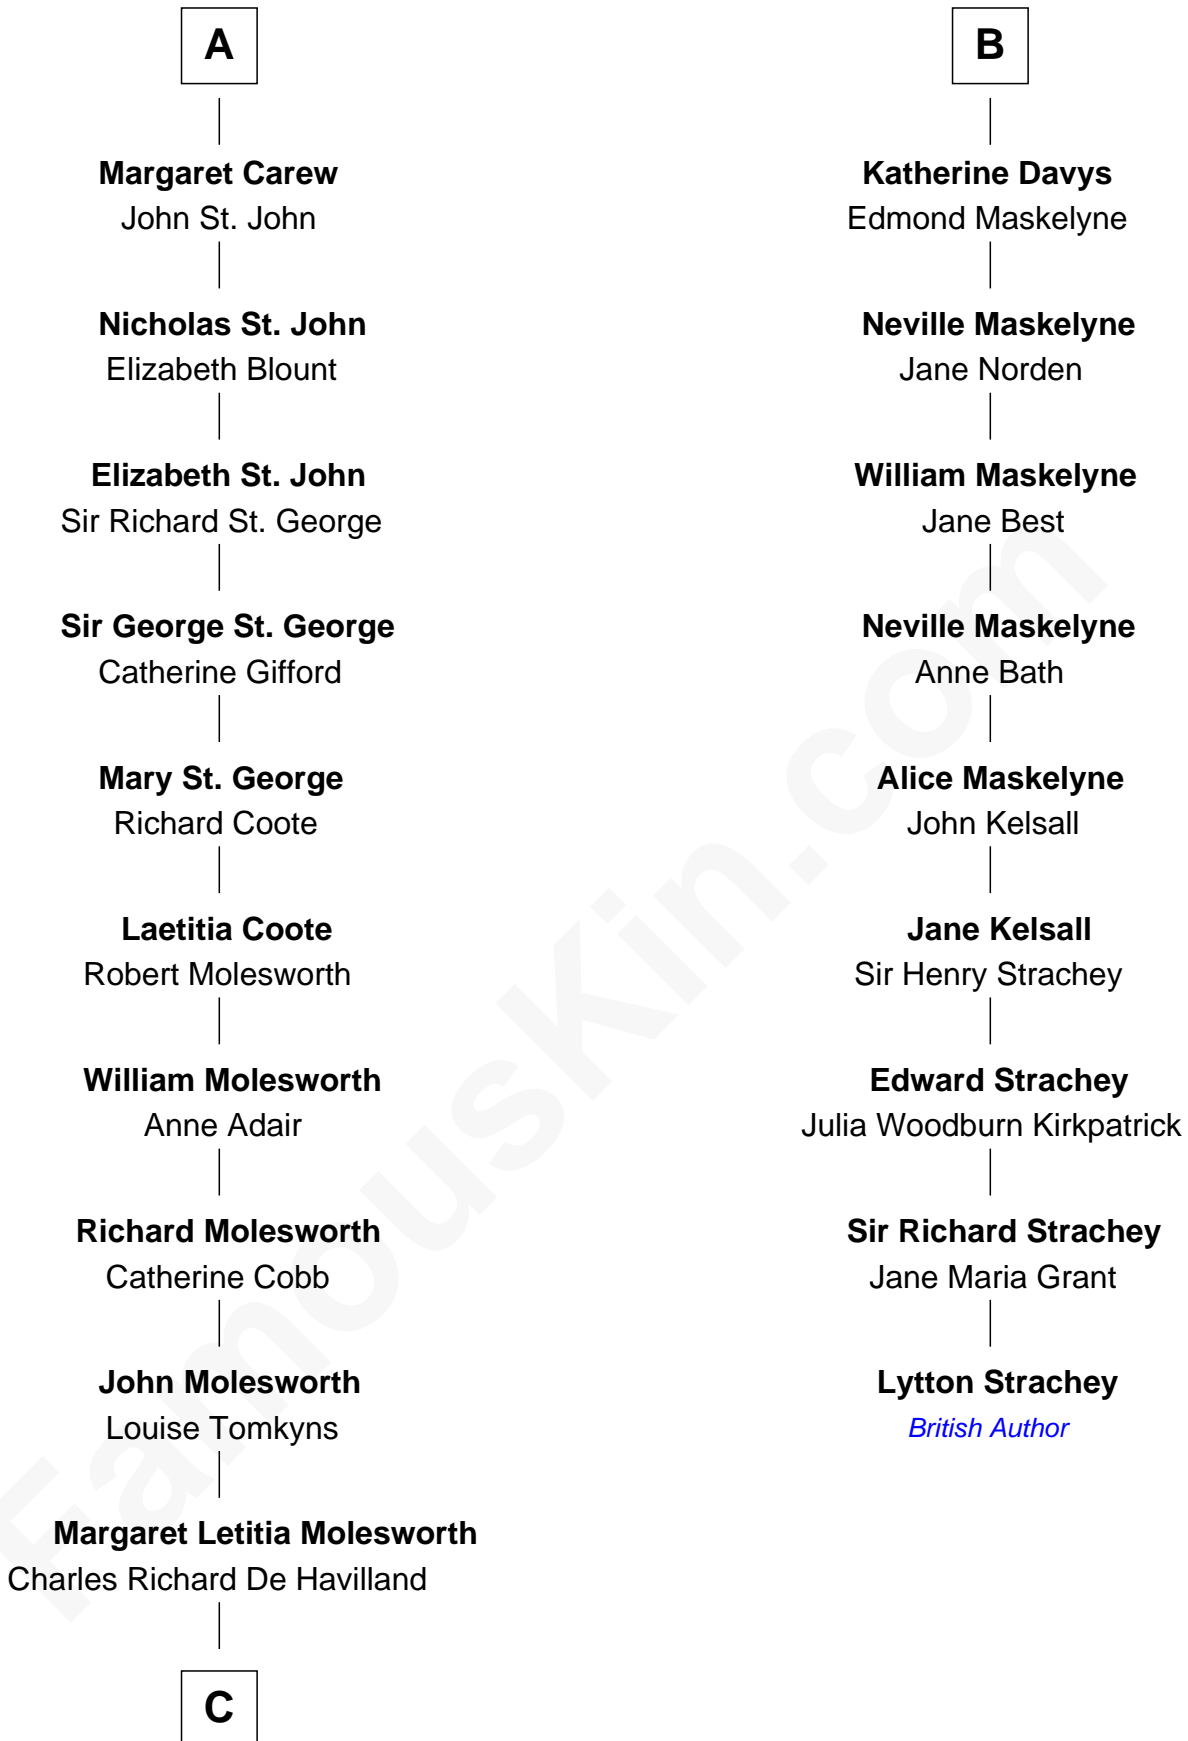 A
Margaret Carew
John St. John
Nicholas St. John
Elizabeth Blount
Elizabeth St. John
Sir Richard St. George
Sir George St. George
Catherine Gifford
Mary St. George
Richard Coote
Laetitia Coote
Robert Molesworth
William Molesworth
Anne Adair
Richard Molesworth
Catherine Cobb
John Molesworth
Louise Tomkyns
Margaret Letitia Molesworth
Charles Richard De Havilland
C
B
Katherine Davys
Edmond Maskelyne
Neville Maskelyne
Jane Norden
William Maskelyne
Jane Best
Neville Maskelyne
Anne Bath
Alice Maskelyne
John Kelsall
Jane Kelsall
Sir Henry Strachey
Edward Strachey
Julia Woodburn Kirkpatrick
Sir Richard Strachey
Jane Maria Grant
Lytton Strachey
British Author
FamousKin.com